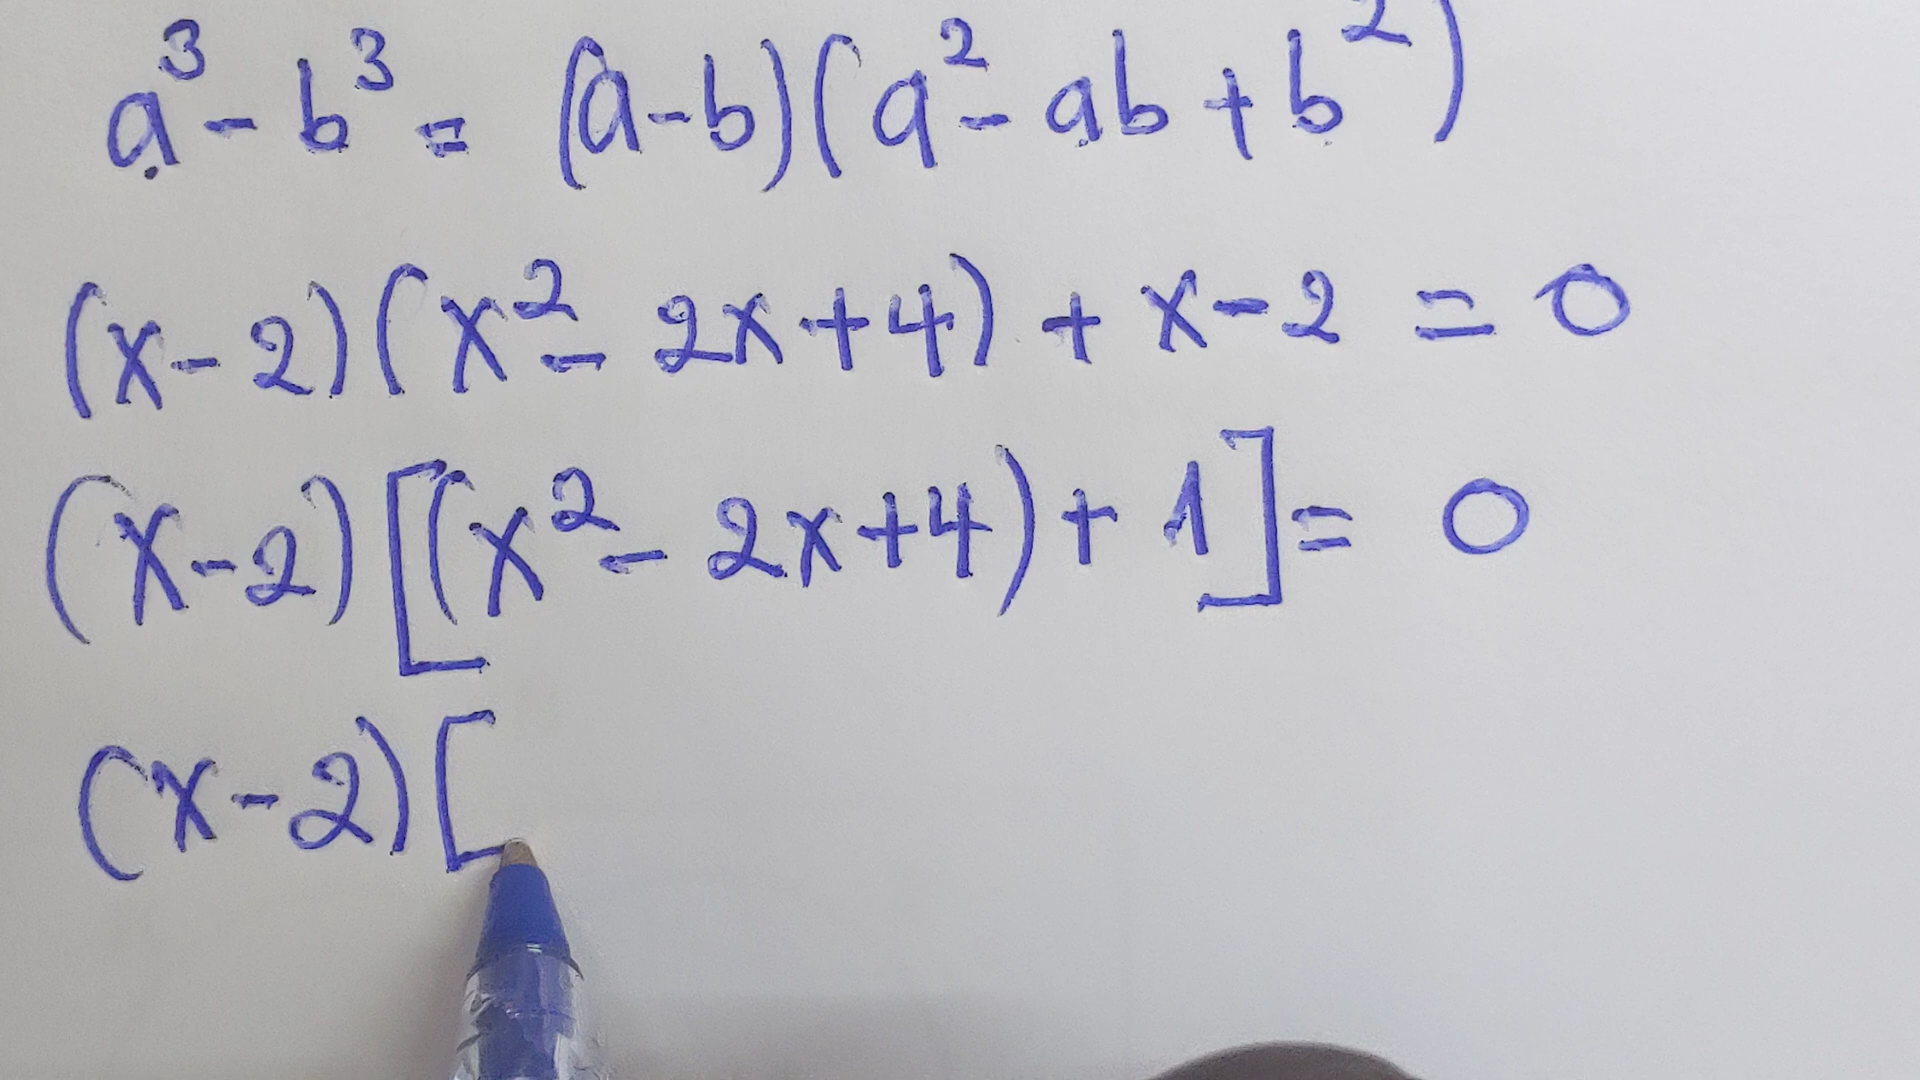 a³ - b³ = (a-b)(a² - ab + b²)
(x-2)(x² - 2x+4) + x-2 = 0
(x-2)[(x² - 2x+4)+ 1] = 0
(x-2)[